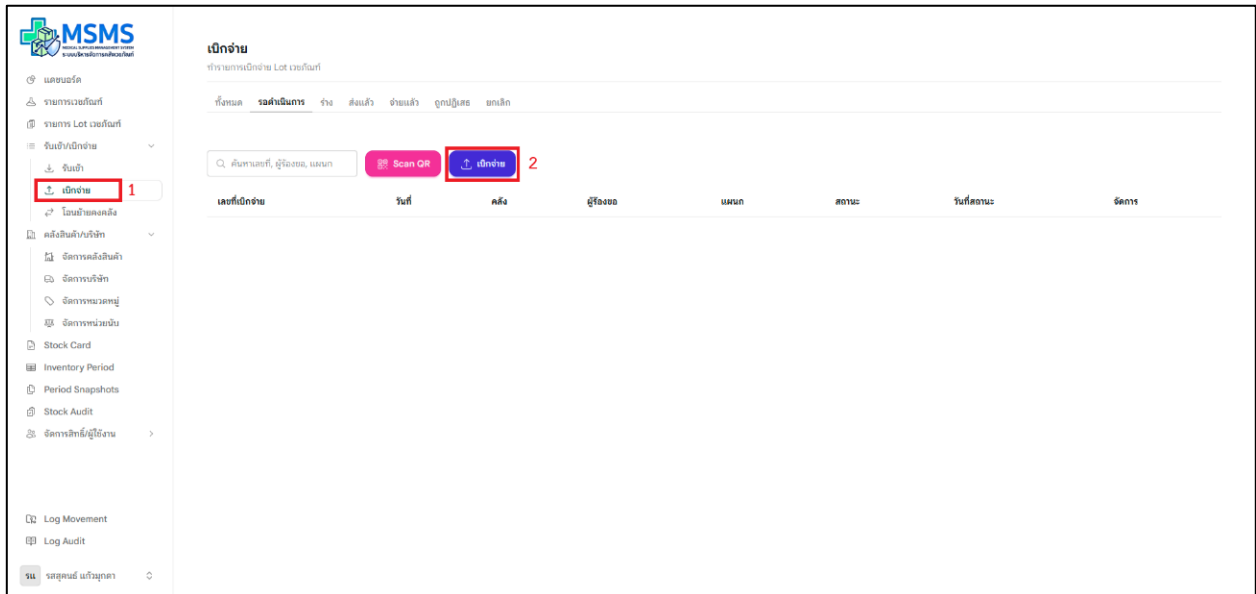 MSMS
MEDICAL SUPPLIES MANAGEMENT SYSTEM
ระบบบริหารจัดการคลังเวชภัณฑ์
แดชบอร์ด
รายการเวชภัณฑ์
รายการ Lot เวชภัณฑ์
รับเข้า/เบิกจ่าย
รับเข้า
เบิกจ่าย
1
โอนย้ายคงคลัง
คลังสินค้า/บริษัท
จัดการคลังสินค้า
จัดการบริษัท
จัดการหมวดหมู่
จัดการหน่วยนับ
Stock Card
Inventory Period
Period Snapshots
Stock Audit
จัดการสิทธิ์/ผู้ใช้งาน
Log Movement
Log Audit
รแ รสสุคนธ์ แก้วมุกดา
เบิกจ่าย
ทำรายการเบิกจ่าย Lot เวชภัณฑ์
ทั้งหมด รอดำเนินการ ร่าง ส่งแล้ว จ่ายแล้ว ถูกปฏิเสธ ยกเลิก
ค้นหาเลขที่, ผู้ร้องขอ, แผนก Scan QR เบิกจ่าย 2
เลขที่เบิกจ่าย วันที่ คลัง ผู้ร้องขอ แผนก สถานะ วันที่สถานะ จัดการ